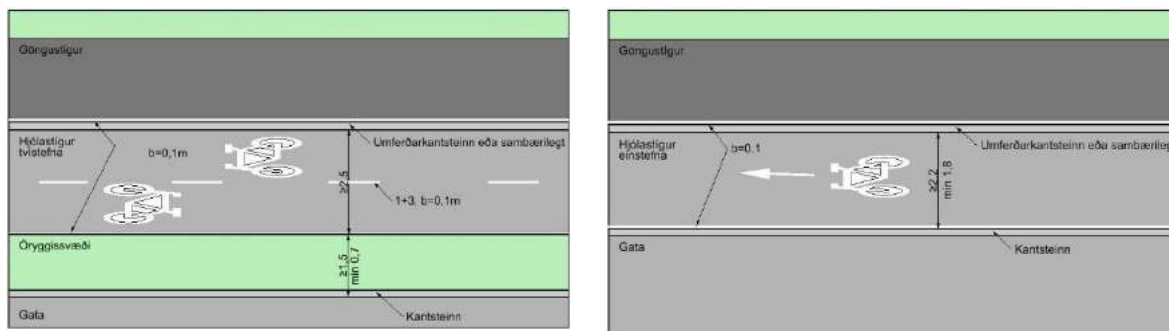 Göngustígur
Hjólastígur
tvístefna
b=0,1m
Umferðarkantsteinn eða sambærilegt
≥2,5
1+3, b=0,1m
Öryggissvæði
≥1,5
min 0,7
Gata
Kantsteinn
Göngustígur
Hjólastígur
einstefna
b=0.1
Umferðarkantsteinn eða sambærilegt
≥2,2
min 1,8
Gata
Kantsteinn